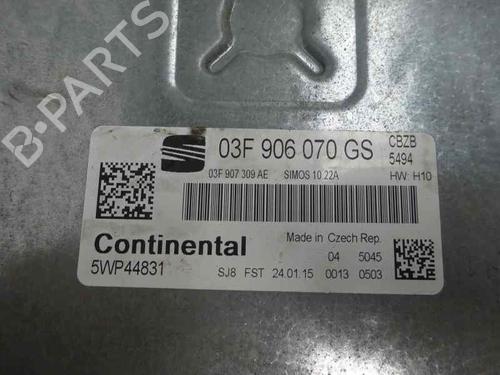 03F 906 070 GS
CBZB
5494
03F 907 309 AE SIMOS 10.22A
HW: H10
Continental
Made in Czech Rep.
5WP44831
04 5045
SJ8 FST 24.01.15 0013 0503
B-PARTS